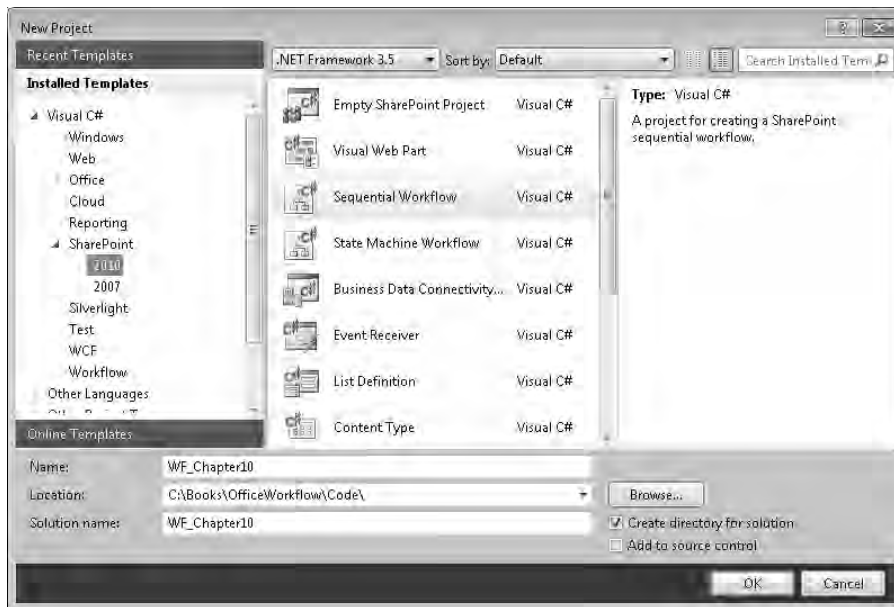 New Project
Recent Templates
.NET Framework 3.5
Sort by: Default
Search Installed Tem
Installed Templates
Visual C#
Windows
Web
Office
Cloud
Reporting
SharePoint
2010
2007
Silverlight
Test
WCF
Workflow
Other Languages
Online Templates
Empty SharePoint Project Visual C#
Visual Web Part Visual C#
Sequential Workflow Visual C#
State Machine Workflow Visual C#
Business Data Connectivity... Visual C#
Event Receiver Visual C#
List Definition Visual C#
Content Type Visual C#
Type: Visual C#
A project for creating a SharePoint
sequential workflow.
Name: WF_Chapter10
Location: C:\Books\OfficeWorkflow\Code\
Browse...
Solution name: WF_Chapter10
Create directory for solution
Add to source control
OK
Cancel